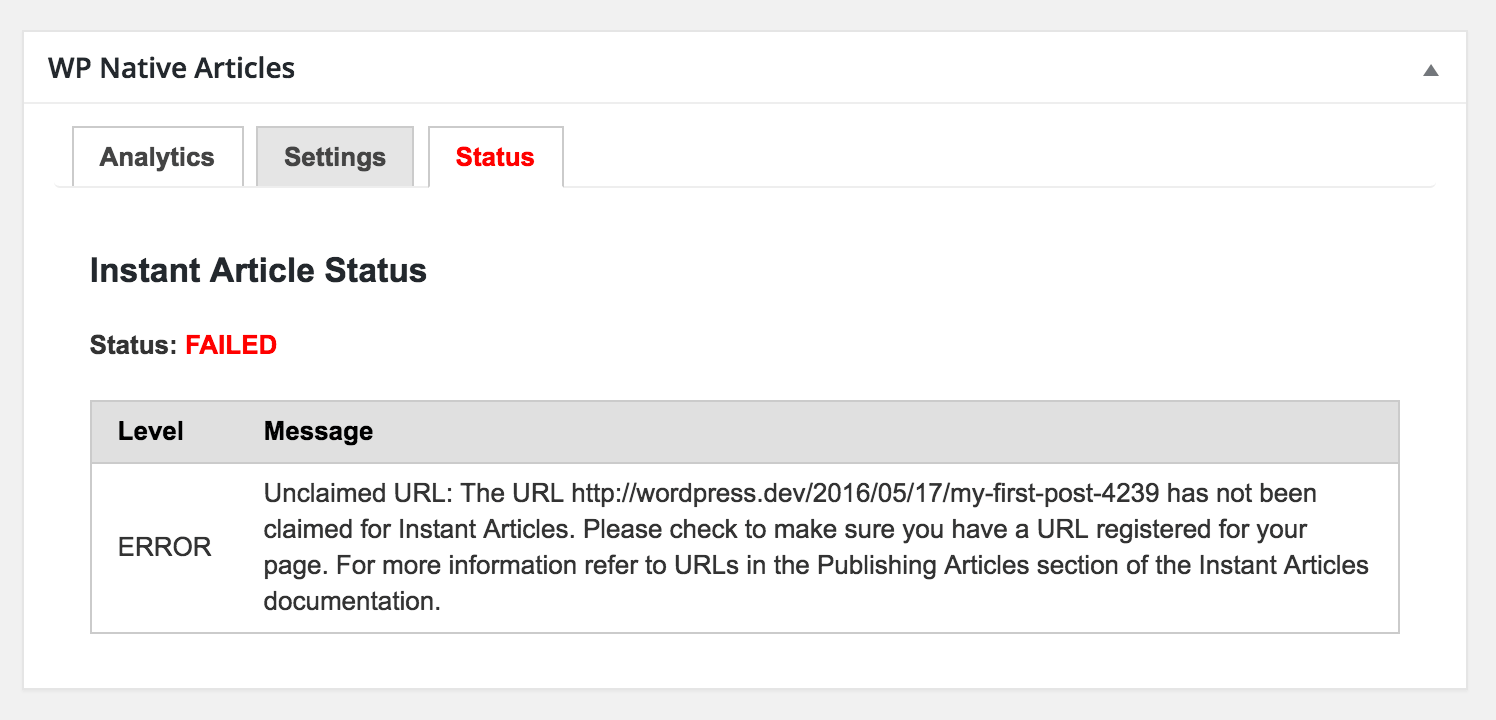 WP Native Articles
Analytics
Settings
Status
Instant Article Status
Status: FAILED
Level Message
ERROR
Unclaimed URL: The URL http://wordpress.dev/2016/05/17/my-first-post-4239 has not been
claimed for Instant Articles. Please check to make sure you have a URL registered for your
page. For more information refer to URLs in the Publishing Articles section of the Instant Articles
documentation.